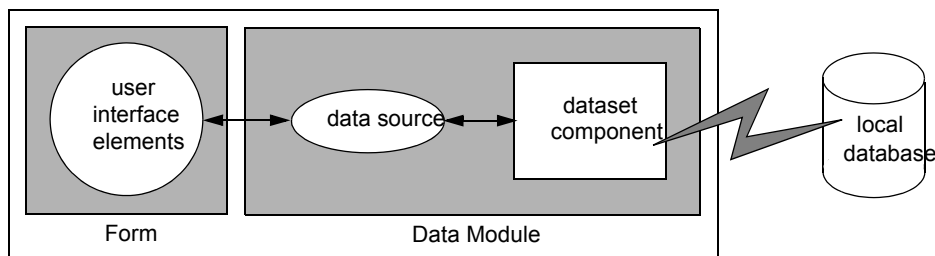 user
interface
elements
data source
dataset
component
local
database
Form
Data Module